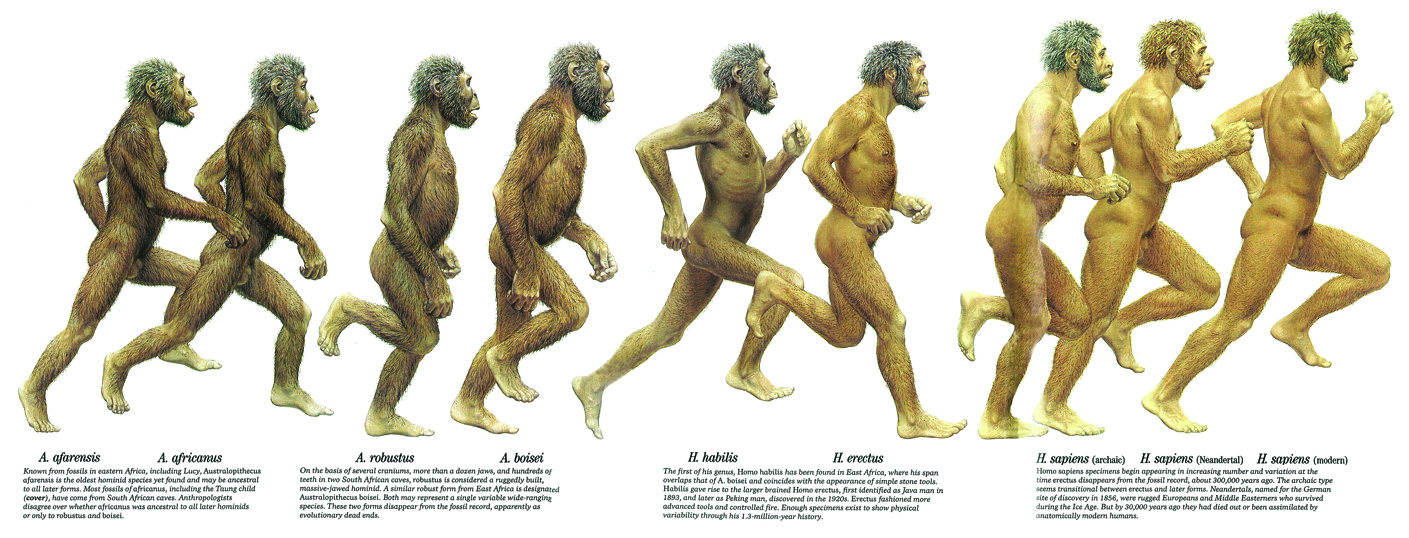 A. afarensis
A. africanus
Known from fossils in eastern Africa, including Lucy, Australopithecus
afarensis is the oldest hominid species yet found and may be ancestral
to all later forms. Most fossils of africanus, including the Taung child
(cover), have come from South African caves. Anthropologists
disagree over whether africanus was ancestral to all later hominids
or only to robustus and boisei.
A. robustus
A. boisei
On the basis of several craniums, more than a dozen jaws, and hundreds of
teeth in two South African caves, robustus is considered a ruggedly built,
massive-jawed hominid. A similar robust form from East Africa is designated
Australopithecus boisei. Both may represent a single variable wide-ranging
species. These two forms disappear from the fossil record, apparently as
evolutionary dead ends.
H. habilis
H. erectus
The first of his genus, Homo habilis has been found in East Africa, where his span
overlaps that of A. boisei and coincides with the appearance of simple stone tools.
Habilis gave rise to the larger brained Homo erectus, first identified as Java man in
1893, and later as Peking man, discovered in the 1920s. Erectus fashioned more
advanced tools and controlled fire. Enough specimens exist to show physical
variability through his 1.3-million-year history.
H. sapiens (archaic)
H. sapiens (Neandertal)
H. sapiens (modern)
Homo sapiens specimens begin appearing in increasing number and variation at the
time erectus disappears from the fossil record, about 300,000 years ago. The archaic type
seems transitional between erectus and later forms. Neandertals, named for the German
site of discovery in 1856, were rugged Europeans and Middle Easterners who survived
during the Ice Age. But by 30,000 years ago they had died out or been assimilated by
anatomically modern humans.